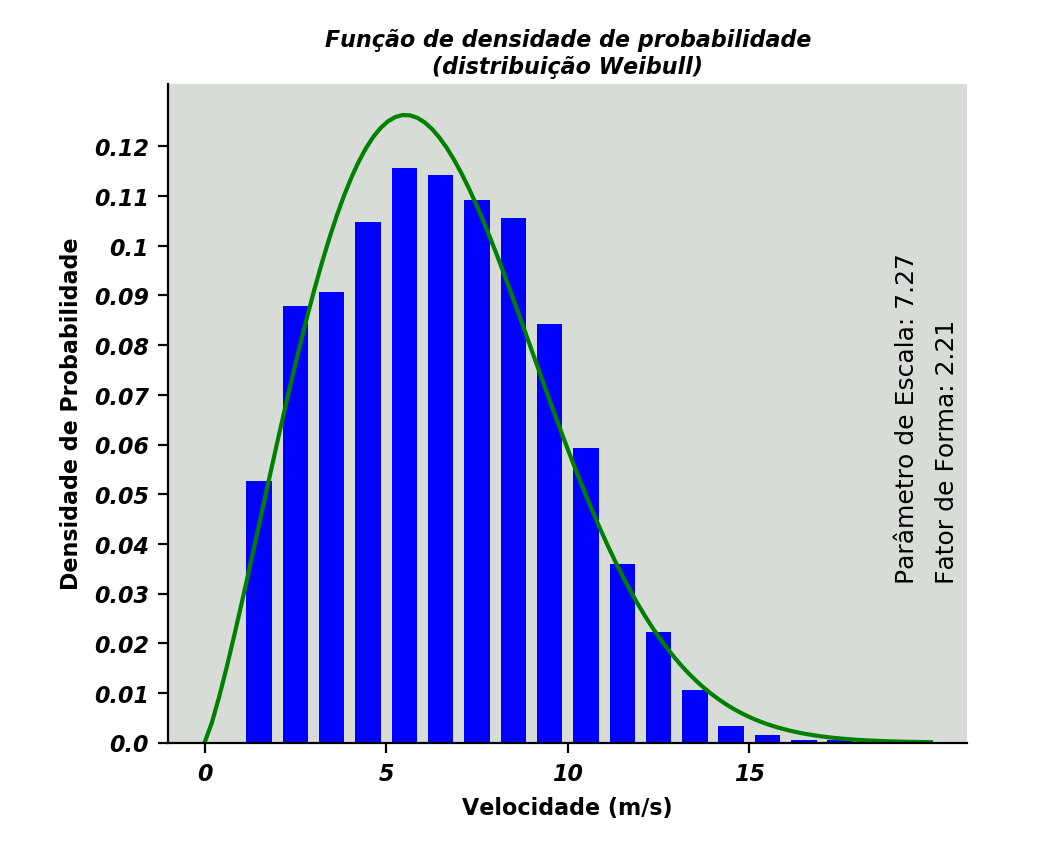 Função de densidade de probabilidade
(distribuição Weibull)
Densidade de Probabilidade
0.12
0.11
0.1
0.09
0.08
0.07
0.06
0.05
0.04
0.03
0.02
0.01
0.0
Parâmetro de Escala: 7.27
Fator de Forma: 2.21
0 5 10 15
Velocidade (m/s)